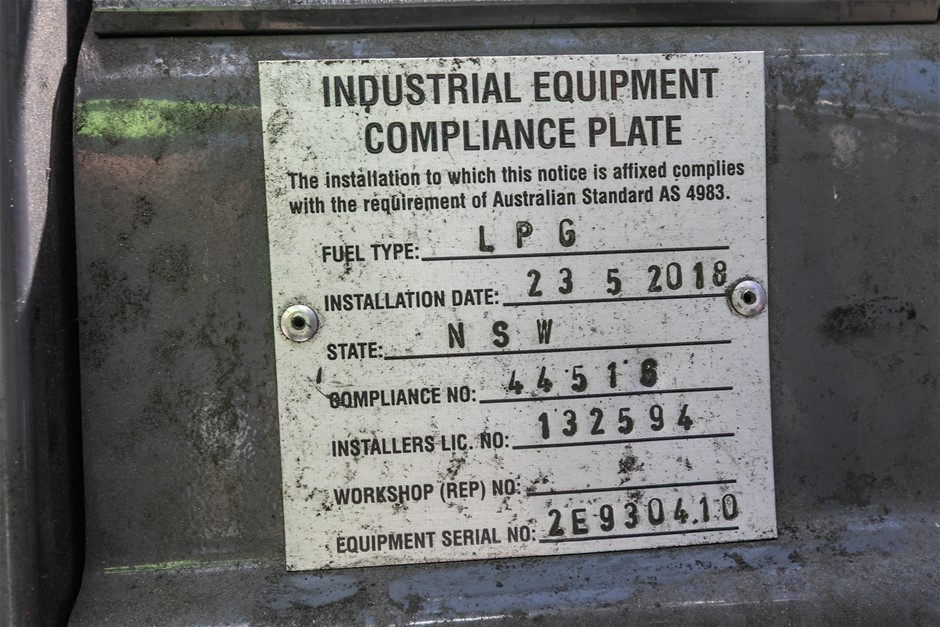 INDUSTRIAL EQUIPMENT
COMPLIANCE PLATE
The installation to which this notice is affixed complies
with the requirement of Australian Standard AS 4983.
FUEL TYPE: LPG
INSTALLATION DATE: 23 5 2018
STATE: NSW
COMPLIANCE NO: 44516
INSTALLERS LIC. NO: 132594
WORKSHOP (REP) NO:
EQUIPMENT SERIAL NO: 2E930410